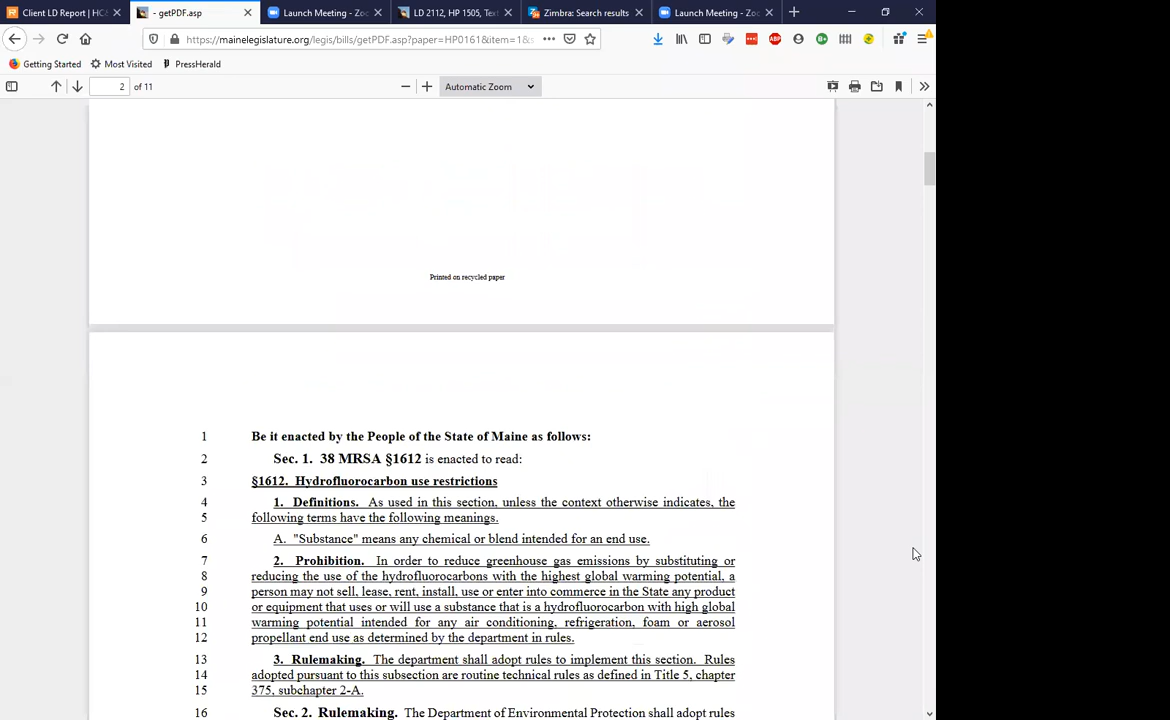 Client LD Report | HC&
- getPDF.asp
Launch Meeting - Zoo
LD 2112, HP 1505, Text
Zimbra: Search results
Launch Meeting - Zoo
https://mainelegislature.org/legis/bills/getPDF.asp?paper=HP0161&item=1&s
Getting Started
Most Visited
PressHerald
2 of 11
Automatic Zoom
Printed on recycled paper
1 Be it enacted by the People of the State of Maine as follows:
2 Sec. 1. 38 MRSA §1612 is enacted to read:
3 §1612. Hydrofluorocarbon use restrictions
4 1. Definitions. As used in this section, unless the context otherwise indicates, the
5 following terms have the following meanings.
6 A. "Substance" means any chemical or blend intended for an end use.
7 2. Prohibition. In order to reduce greenhouse gas emissions by substituting or
8 reducing the use of the hydrofluorocarbons with the highest global warming potential, a
9 person may not sell, lease, rent, install, use or enter into commerce in the State any product
10 or equipment that uses or will use a substance that is a hydrofluorocarbon with high global
11 warming potential intended for any air conditioning, refrigeration, foam or aerosol
12 propellant end use as determined by the department in rules.
13 3. Rulemaking. The department shall adopt rules to implement this section. Rules
14 adopted pursuant to this subsection are routine technical rules as defined in Title 5, chapter
15 375, subchapter 2-A.
16 Sec. 2. Rulemaking. The Department of Environmental Protection shall adopt rules